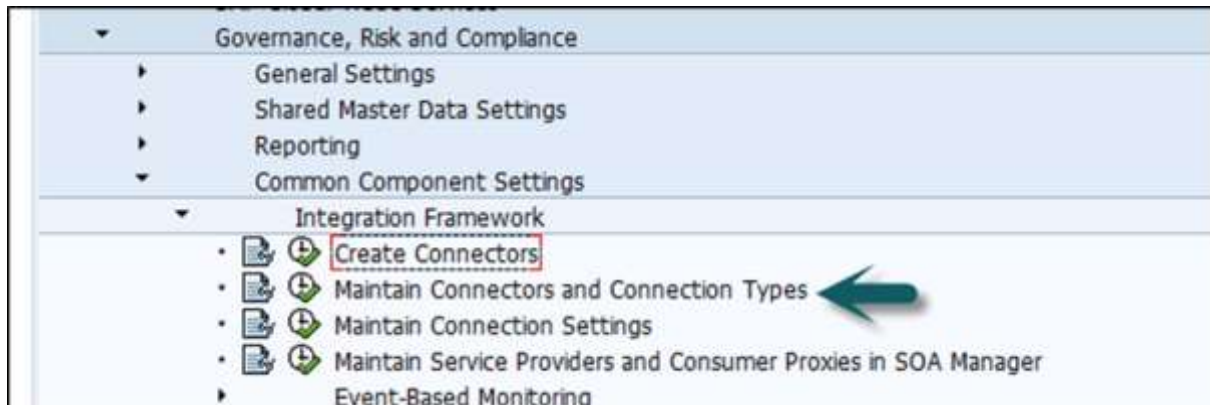 Governance, Risk and Compliance
General Settings
Shared Master Data Settings
Reporting
Common Component Settings
Integration Framework
Create Connectors
Maintain Connectors and Connection Types
Maintain Connection Settings
Maintain Service Providers and Consumer Proxies in SOA Manager
Event-Based Monitoring